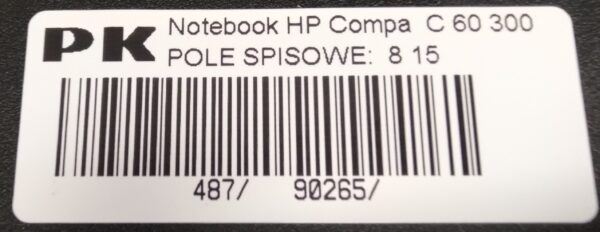 PK Notebook HP Compa C 60 300
POLE SPISOWE: 8 15
487/ 90265/